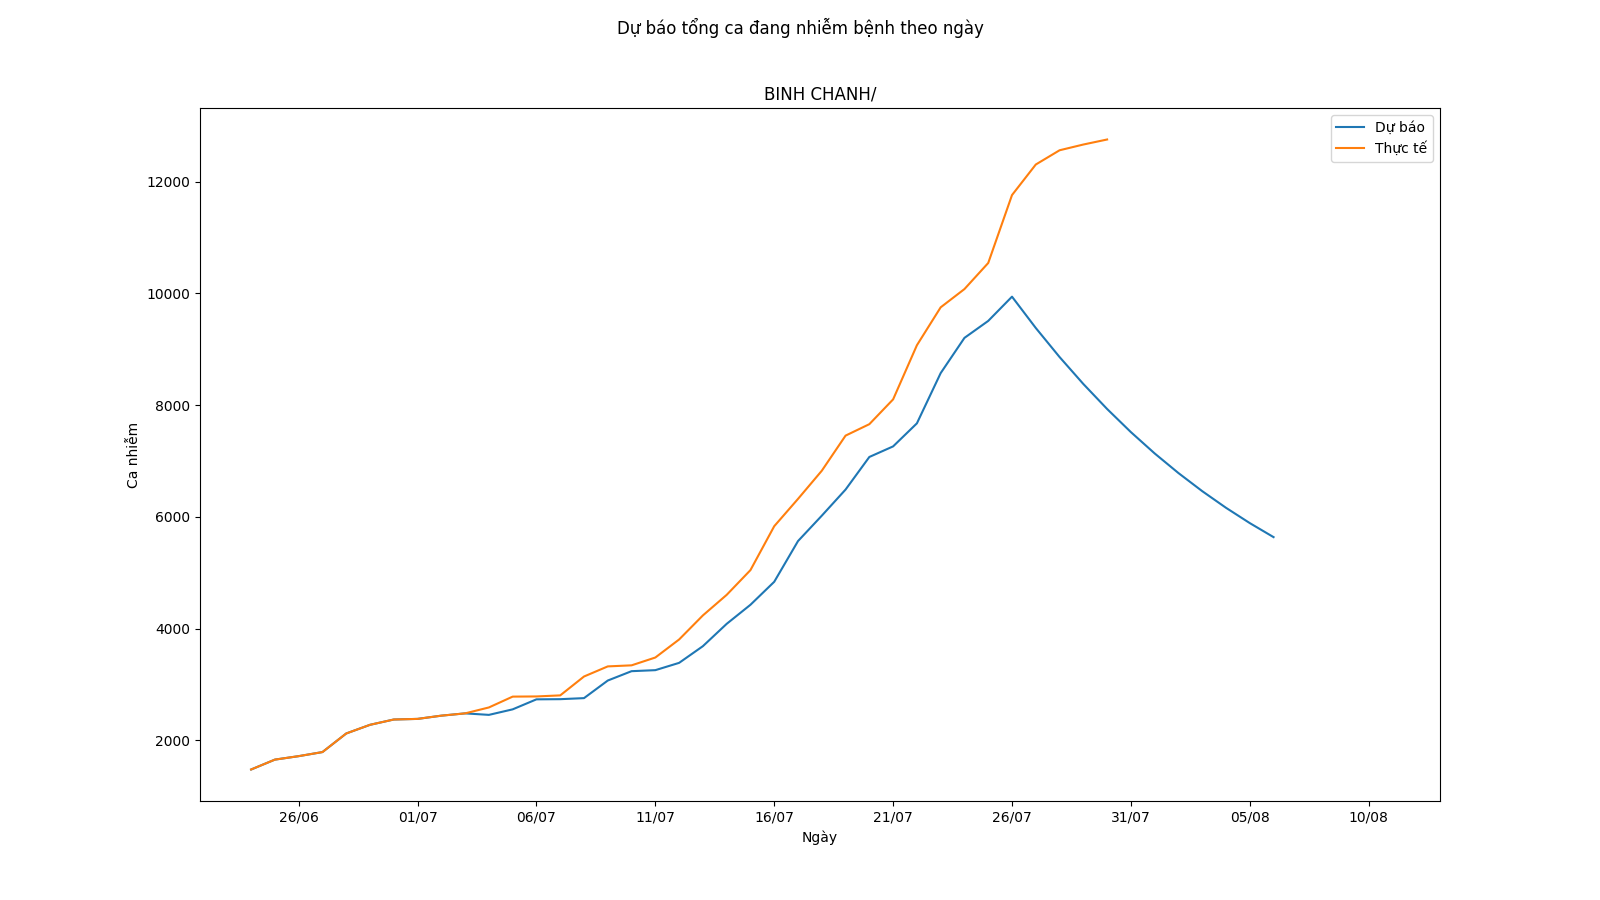 Dự báo tổng ca đang nhiễm bệnh theo ngày
BINH CHANH/
Dự báo
Thực tế
12000
10000
8000
6000
4000
2000
Ca nhiễm
26/06
01/07
06/07
11/07
16/07
21/07
26/07
31/07
05/08
10/08
Ngày